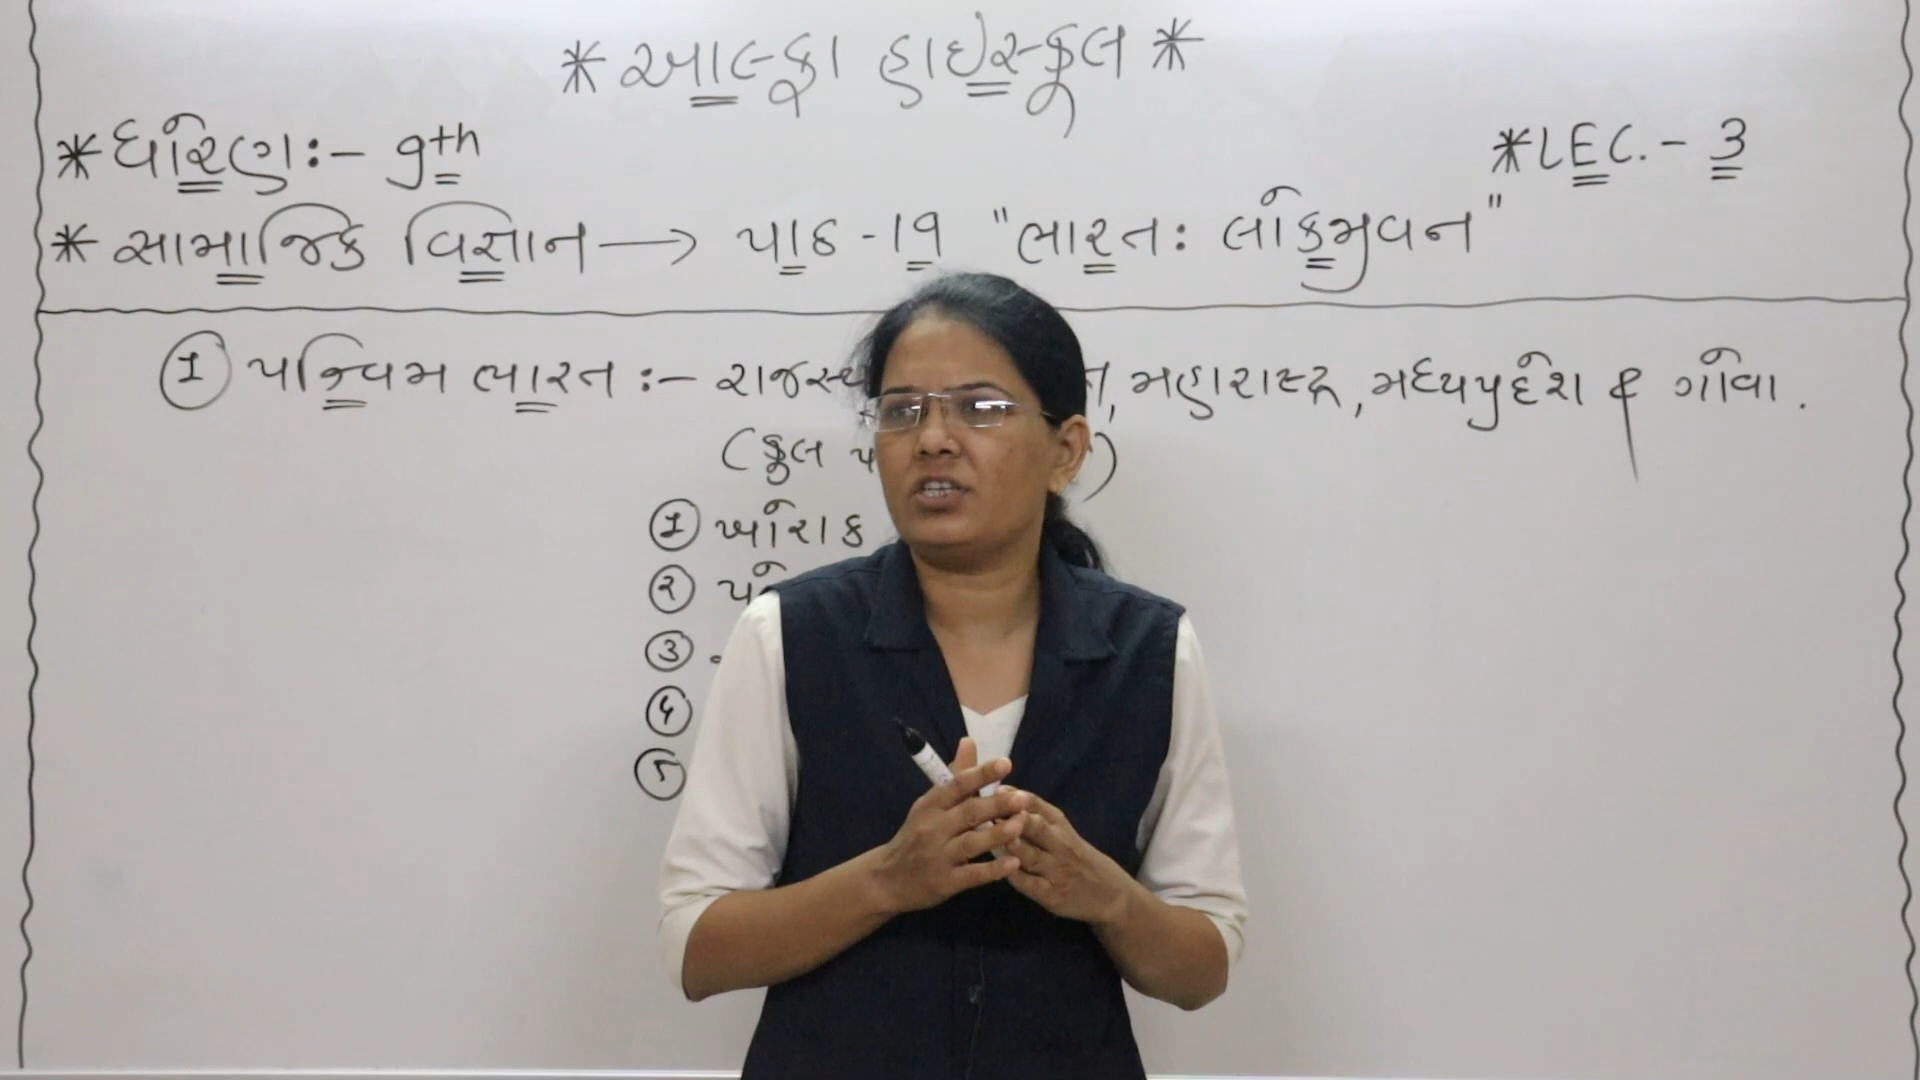 * આલ્ફા હાઇસ્કૂલ *
* ધોરણ :- 9th
* LEC. - 3
* સામાજિક વિજ્ઞાન → પાઠ - 19 "ભારત : લોકજીવન"
① પશ્ચિમ ભારત :- , મહારાષ્ટ્ર, મધ્યપ્રદેશ & ગોવા.
(કુલ
① ખોરાક
②
③
④
⑤